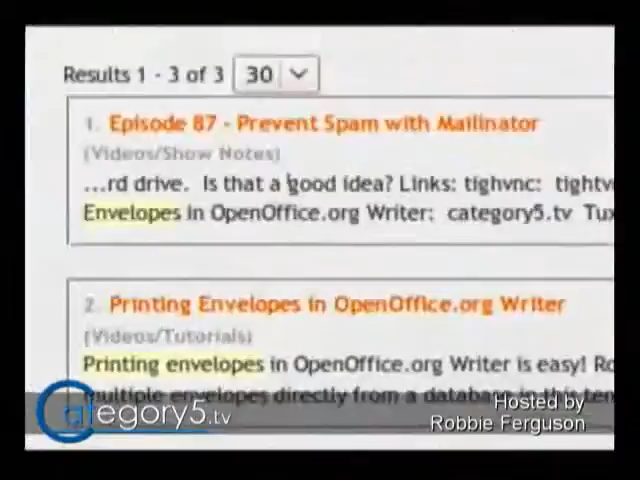 Results 1 - 3 of 3 30
1. Episode 87 - Prevent Spam with Mailinator
(Videos/Show Notes)
...rd drive. Is that a good idea? Links: tighvnc: tightv
Envelopes in OpenOffice.org Writer: category5.tv Tux
2. Printing Envelopes in OpenOffice.org Writer
(Videos/Tutorials)
Printing envelopes in OpenOffice.org Writer is easy! Ro
multiple envelopes directly from a database in this ten
Category5.tv
Hosted by
Robbie Ferguson